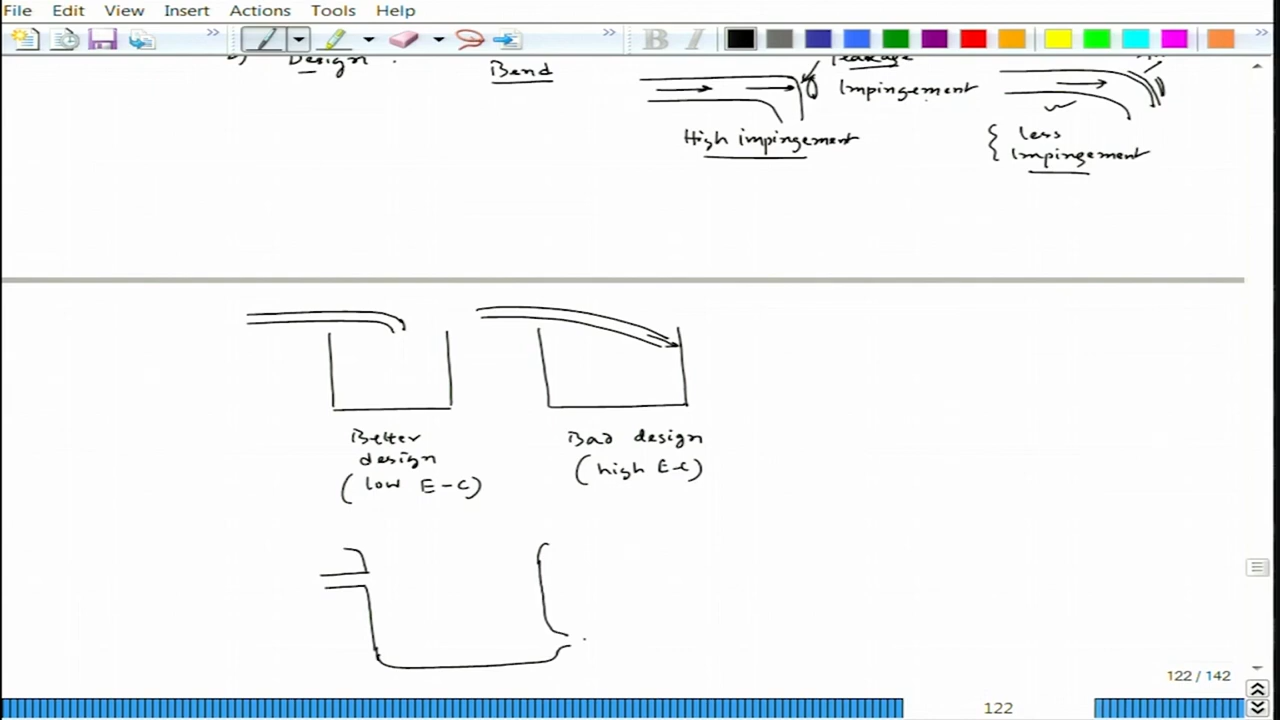 File Edit View Insert Actions Tools Help
B I
Design
Bend
Leakage
Impingement
High impingement
{ less
Impingement
Better
design
(low E-C)
Bad design
(high E-C)
122 / 142
122